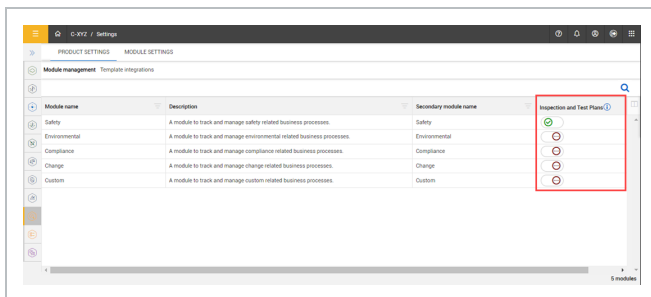 C-XYZ / Settings
PRODUCT SETTINGS MODULE SETTINGS
Module management Template integrations
Module name Description Secondary module name Inspection and Test Plans
Safety A module to track and manage safety related business processes. Safety
Environmental A module to track and manage environmental related business processes. Environmental
Compliance A module to track and manage compliance related business processes. Compliance
Change A module to track and manage change related business processes. Change
Custom A module to track and manage custom related business processes. Custom
5 modules